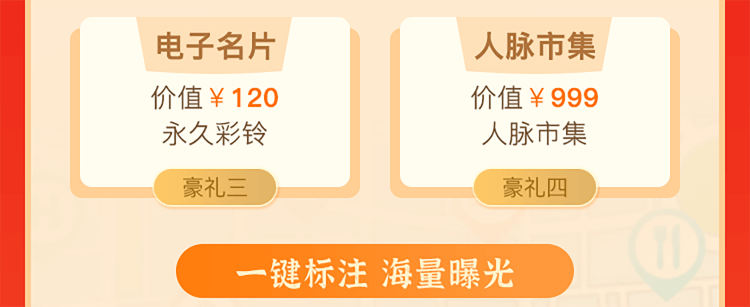 电子名片
价值￥120
永久彩铃
豪礼三
人脉市集
价值￥999
人脉市集
豪礼四
一键标注 海量曝光